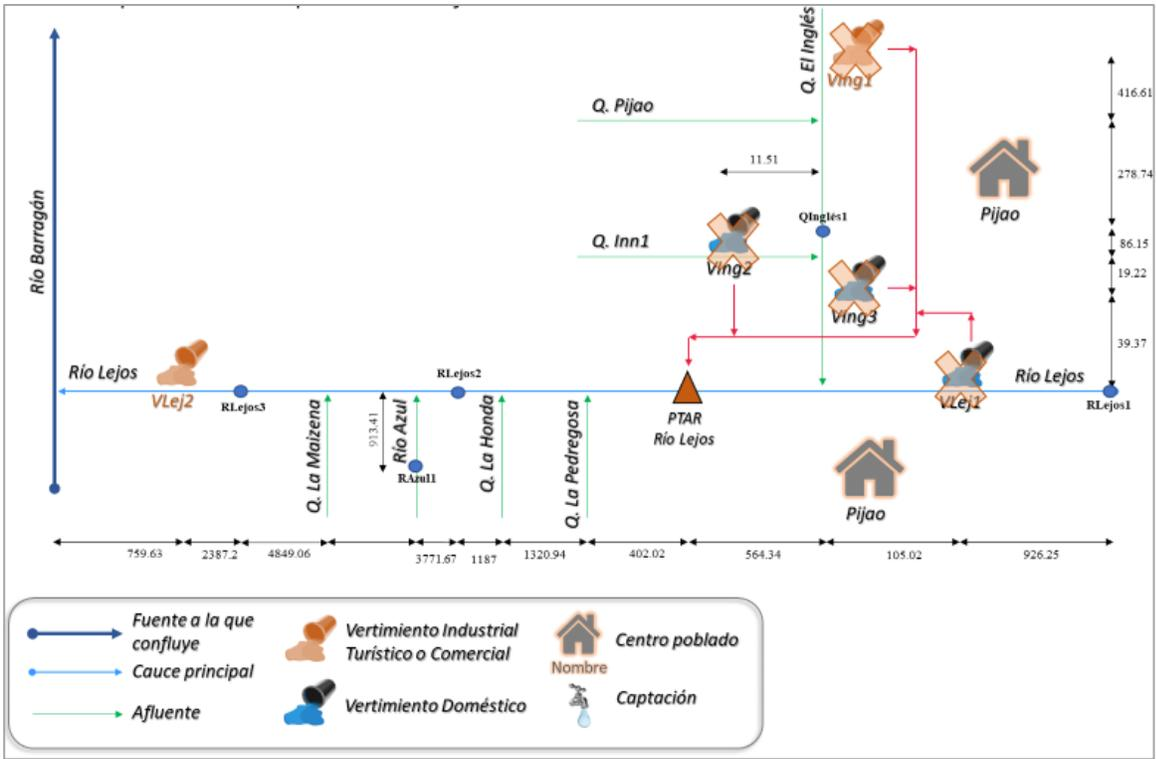 Q. El Inglés
VIng1
416.61
Q. Pijao
11.51
278.74
Pijao
QInglés1
Río Barragán
Q. Inn1
86.15
VIng2
19.22
VIng3
39.37
Río Lejos
RLejos2
Río Lejos
VLej2
RLejos3
VLej1
RLejos1
Q. La Maizena
913.41
Río Azul
Q. La Honda
Q. La Pedregosa
PTAR
Río Lejos
RAzul1
Pijao
759.63
2387.2
4849.06
3771.67
1187
1320.94
402.02
564.34
105.02
926.25
Fuente a la que
confluye
Cauce principal
Afluente
Vertimiento Industrial
Turístico o Comercial
Vertimiento Doméstico
Centro poblado
Nombre
Captación